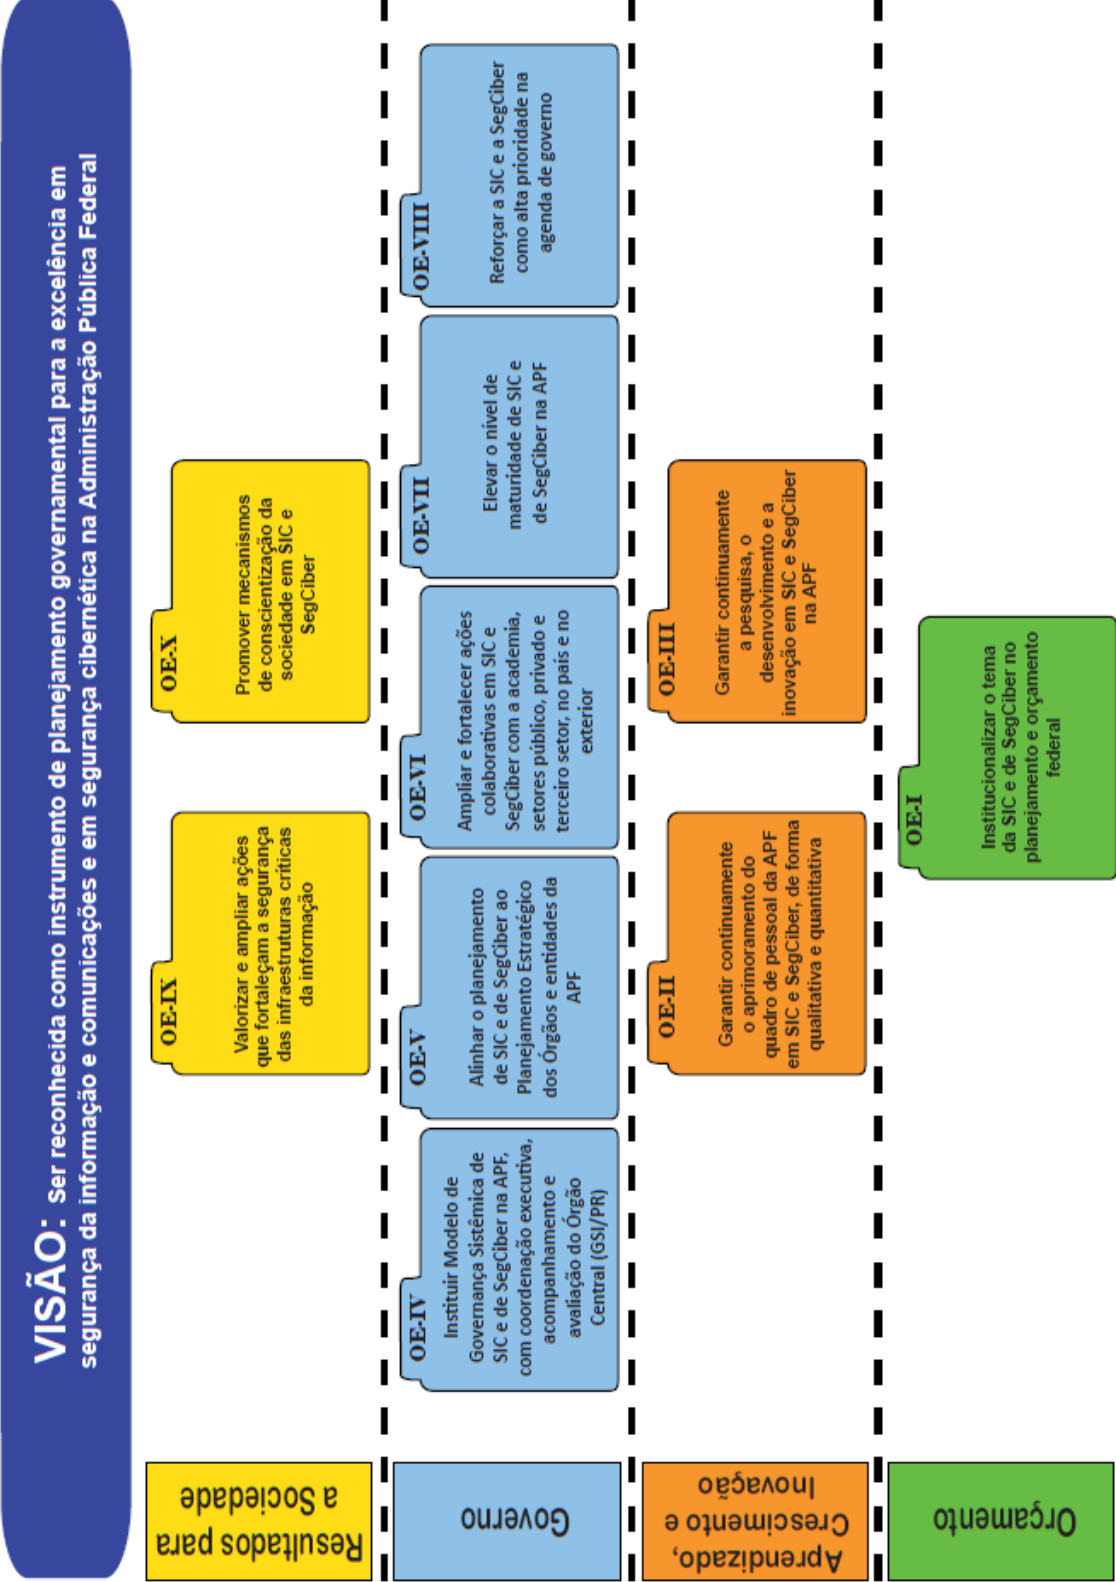 VISÃO: Ser reconhecida como instrumento de planejamento governamental para a excelência em
segurança da informação e comunicações e em segurança cibernética na Administração Pública Federal
Resultados para
a Sociedade
OE-IX
Valorizar e ampliar ações
que fortaleçam a segurança
das infraestruturas críticas
da informação
OE-X
Promover mecanismos
de conscientização da
sociedade em SIC e
SegCiber
Governo
OE-IV
Instituir Modelo de
Governança Sistêmica de
SIC e de SegCiber na APF,
com coordenação executiva,
acompanhamento e
avaliação do Órgão
Central (GSI/PR)
OE-V
Alinhar o planejamento
de SIC e de SegCiber ao
Planejamento Estratégico
dos Órgãos e entidades da
APF
OE-VI
Ampliar e fortalecer ações
colaborativas em SIC e
SegCiber com a academia,
setores público, privado e
terceiro setor, no país e no
exterior
OE-VII
Elevar o nível de
maturidade de SIC e
de SegCiber na APF
OE-VIII
Reforçar a SIC e a SegCiber
como alta prioridade na
agenda de governo
Aprendizado,
Crescimento e
Inovação
OE-II
Garantir continuamente
o aprimoramento do
quadro de pessoal da APF
em SIC e SegCiber, de forma
qualitativa e quantitativa
OE-III
Garantir continuamente
a pesquisa, o
desenvolvimento e a
inovação em SIC e SegCiber
na APF
Orçamento
OE-I
Institucionalizar o tema
da SIC e de SegCiber no
planejamento e orçamento
federal